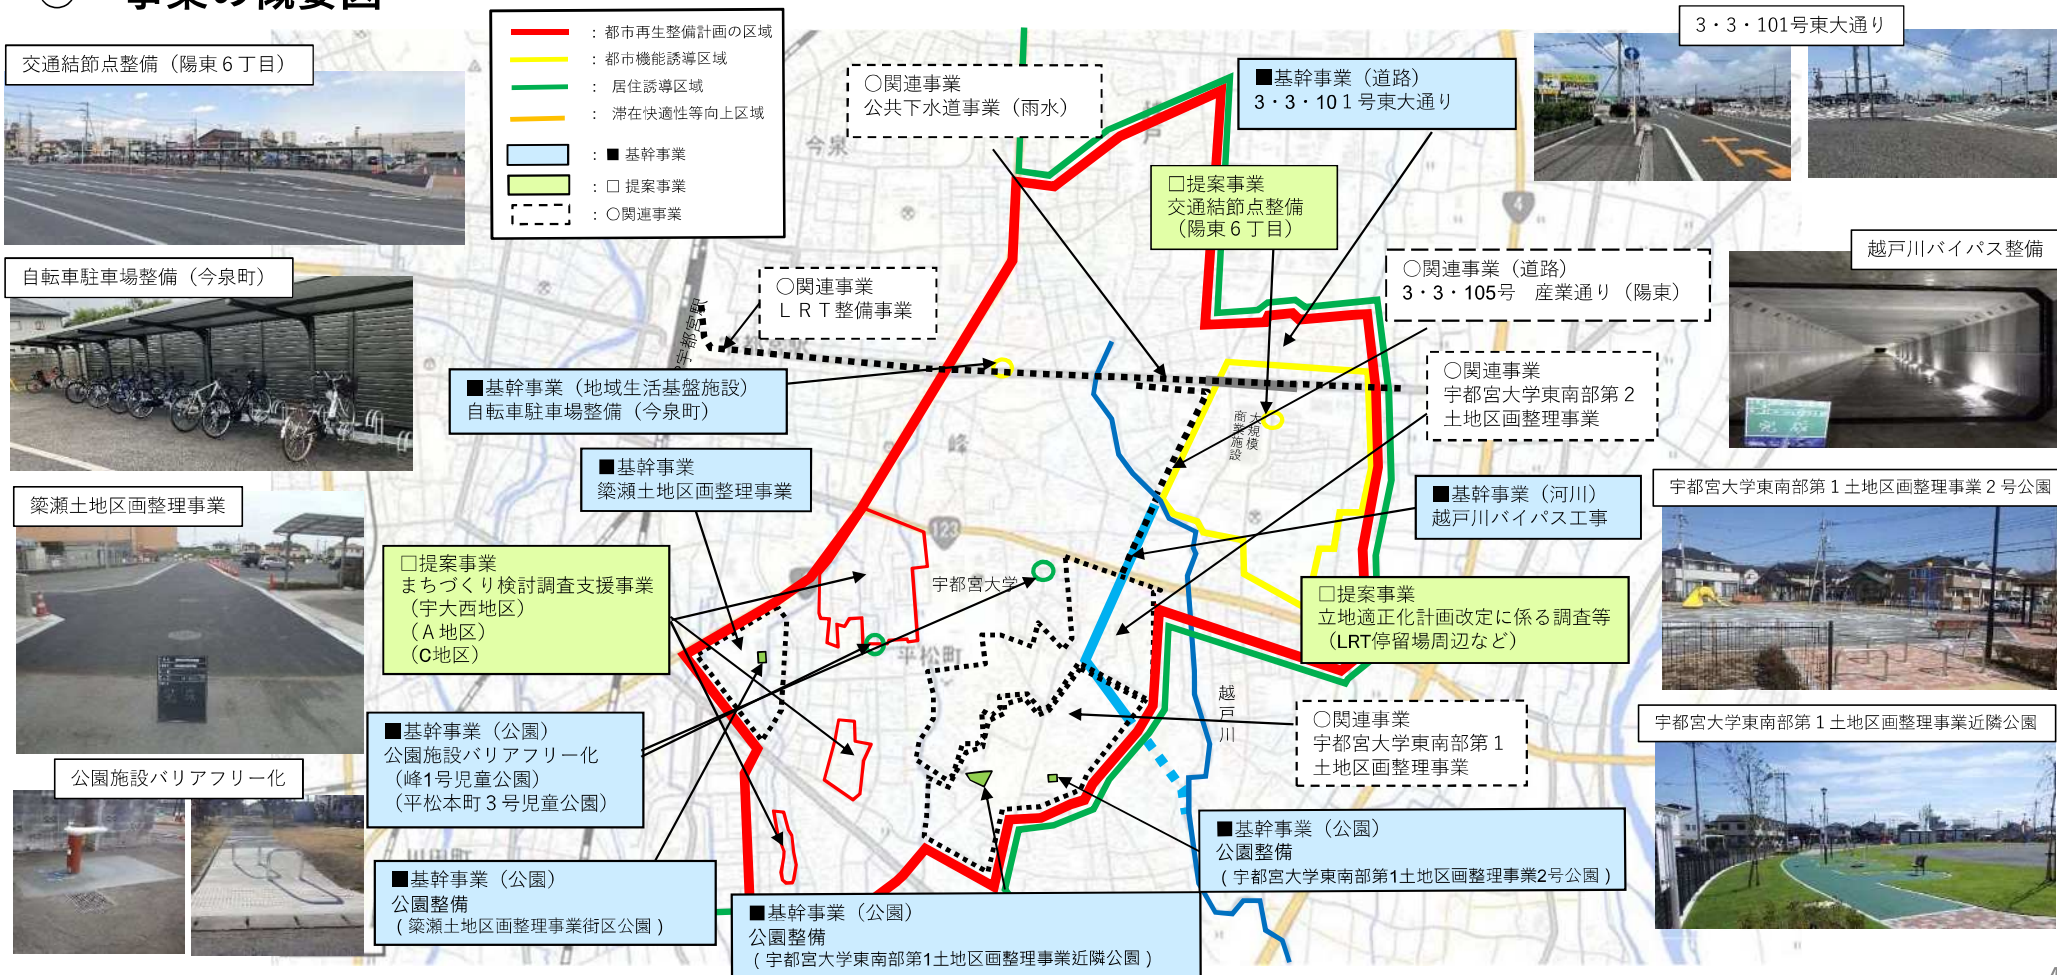 事業の概要図
交通結節点整備（陽東６丁目）
：都市再生整備計画の区域
：都市機能誘導区域
：居住誘導区域
：滞在快適性等向上区域
：■ 基幹事業
：□ 提案事業
：○関連事業
○関連事業
公共下水道事業（雨水）
■基幹事業（道路）
3・3・10１号東大通り
3・3・101号東大通り
今泉
戸
4
□提案事業
交通結節点整備
（陽東６丁目）
越戸川バイパス整備
自転車駐車場整備（今泉町）
○関連事業
ＬＲＴ整備事業
○関連事業（道路）
3・3・105号　産業通り（陽東）
宇都宮駅
■基幹事業（地域生活基盤施設）
自転車駐車場整備（今泉町）
○関連事業
宇都宮大学東南部第２
土地区画整理事業
大規模
商業施設
峰
■基幹事業
簗瀬土地区画整理事業
■基幹事業（河川）
越戸川バイパス工事
宇都宮大学東南部第１土地区画整理事業２号公園
簗瀬土地区画整理事業
123
□提案事業
まちづくり検討調査支援事業
（宇大西地区）
（Ａ地区）
（C地区）
宇都宮大学
□提案事業
立地適正化計画改定に係る調査等
（LRT停留場周辺など）
平松町
越戸川
■基幹事業（公園）
公園施設バリアフリー化
（峰1号児童公園）
（平松本町３号児童公園）
○関連事業
宇都宮大学東南部第１
土地区画整理事業
宇都宮大学東南部第１土地区画整理事業近隣公園
公園施設バリアフリー化
■基幹事業（公園）
公園整備
（宇都宮大学東南部第1土地区画整理事業2号公園）
■基幹事業（公園）
公園整備
（簗瀬土地区画整理事業街区公園）
■基幹事業（公園）
公園整備
（宇都宮大学東南部第1土地区画整理事業近隣公園）